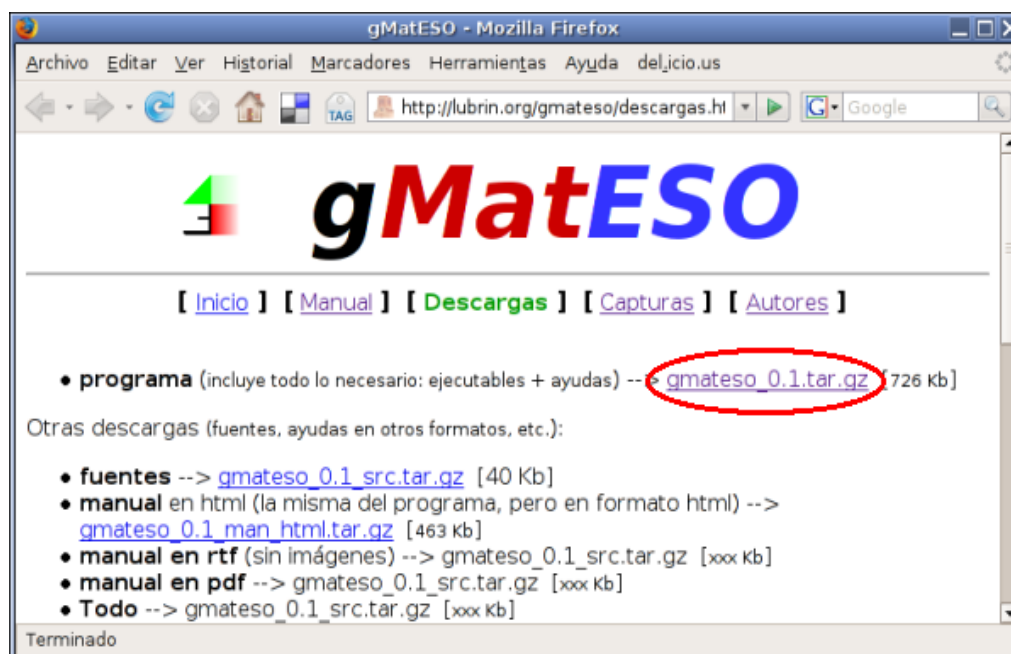 gMatESO - Mozilla Firefox
Archivo Editar Ver Historial Marcadores Herramientas Ayuda del.icio.us
TAG http://lubrin.org/gmateso/descargas.ht G Google
gMatESO
[ Inicio ] [ Manual ] [ Descargas ] [ Capturas ] [ Autores ]
• programa (incluye todo lo necesario: ejecutables + ayudas) --> gmateso_0.1.tar.gz [726 Kb]
Otras descargas (fuentes, ayudas en otros formatos, etc.):
• fuentes --> gmateso_0.1_src.tar.gz [40 Kb]
• manual en html (la misma del programa, pero en formato html) -->
gmateso_0.1_man_html.tar.gz [463 Kb]
• manual en rtf (sin imágenes) --> gmateso_0.1_src.tar.gz [xxx Kb]
• manual en pdf --> gmateso_0.1_src.tar.gz [xxx Kb]
• Todo --> gmateso_0.1_src.tar.gz [xxx Kb]
Terminado